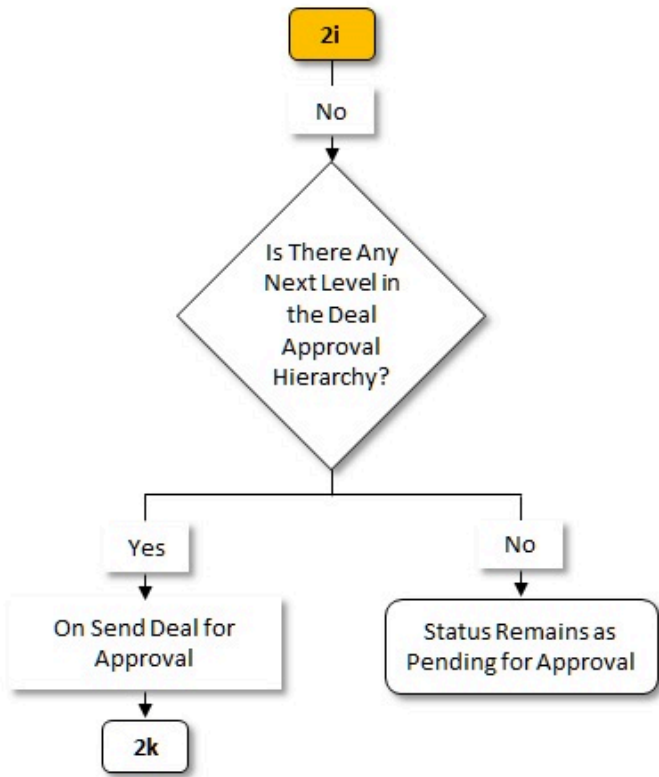 2i
No
Is There Any
Next Level in
the Deal
Approval
Hierarchy?
Yes
No
On Send Deal for
Approval
Status Remains as
Pending for Approval
2k